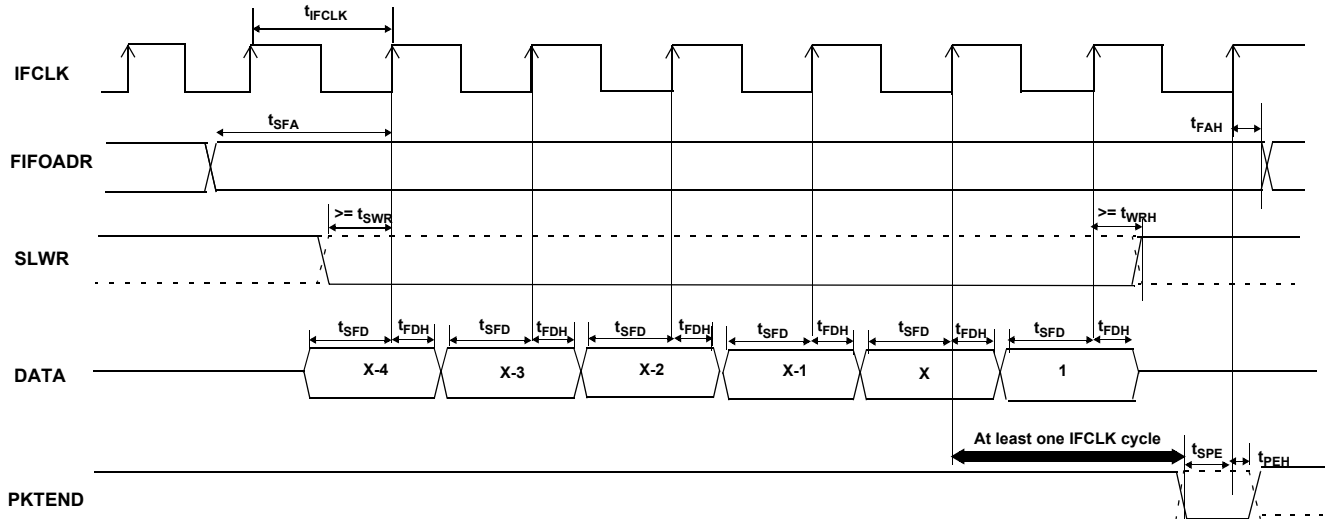 tIFCLK
IFCLK
tSFA
tFAH
FIFOADR
>= tSWR
>= tWRH
SLWR
tSFD tFDH tSFD tFDH tSFD tFDH tSFD tFDH tSFD tFDH tSFD tFDH
DATA X-4 X-3 X-2 X-1 X 1
At least one IFCLK cycle
tSPE tPEH
PKTEND